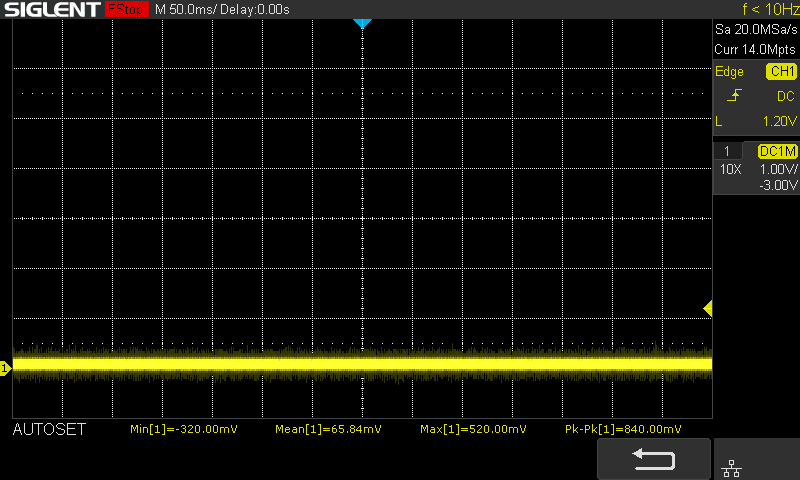 SIGLENT FStop M 50.0ms/ Delay:0.00s f < 10Hz
Sa 20.0MSa/s
Curr 14.0Mpts
Edge CH1
DC
L 1.20V
1 DC1M
10X 1.00V/
-3.00V
1
AUTOSET Min[1]=-320.00mV Mean[1]=65.84mV Max[1]=520.00mV Pk-Pk[1]=840.00mV